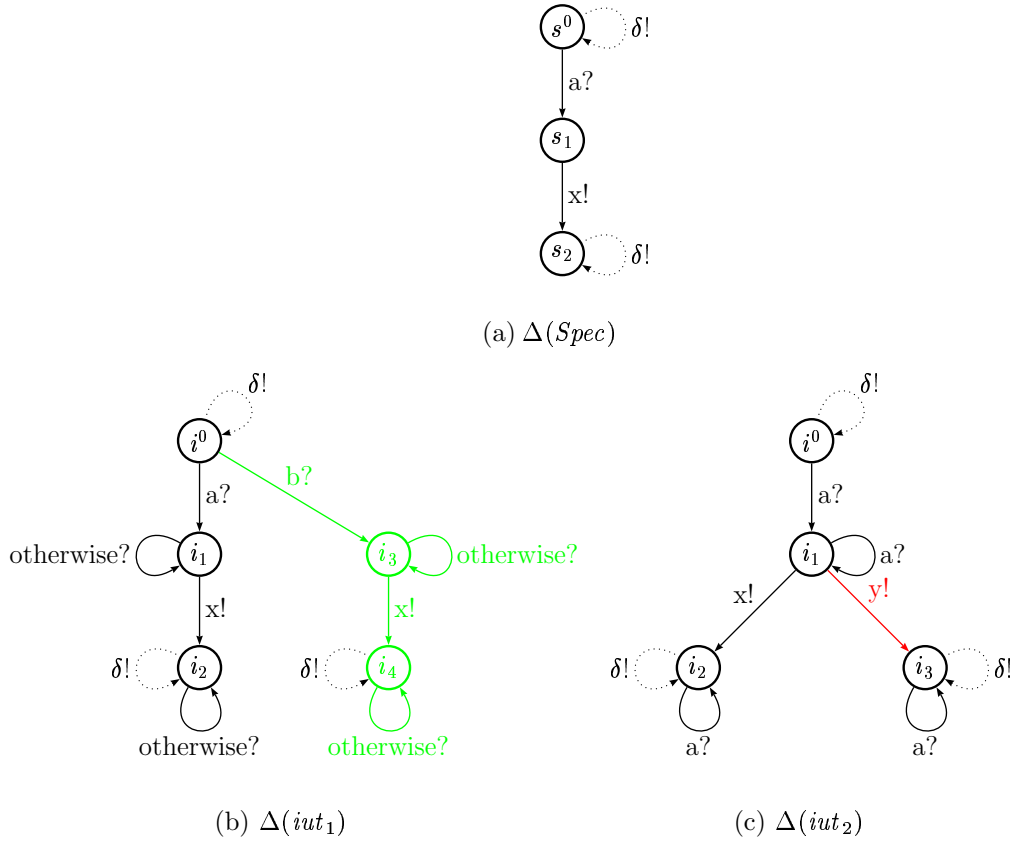 s⁰
δ!
a?
s₁
x!
s₂
δ!
(a) Δ(Spec)
δ!
i⁰
a?
b?
otherwise?
i₁
i₃
otherwise?
x!
x!
δ!
i₂
δ!
i₄
otherwise?
otherwise?
(b) Δ(iut₁)
δ!
i⁰
a?
i₁
a?
x!
y!
δ!
i₂
i₃
δ!
a?
a?
(c) Δ(iut₂)